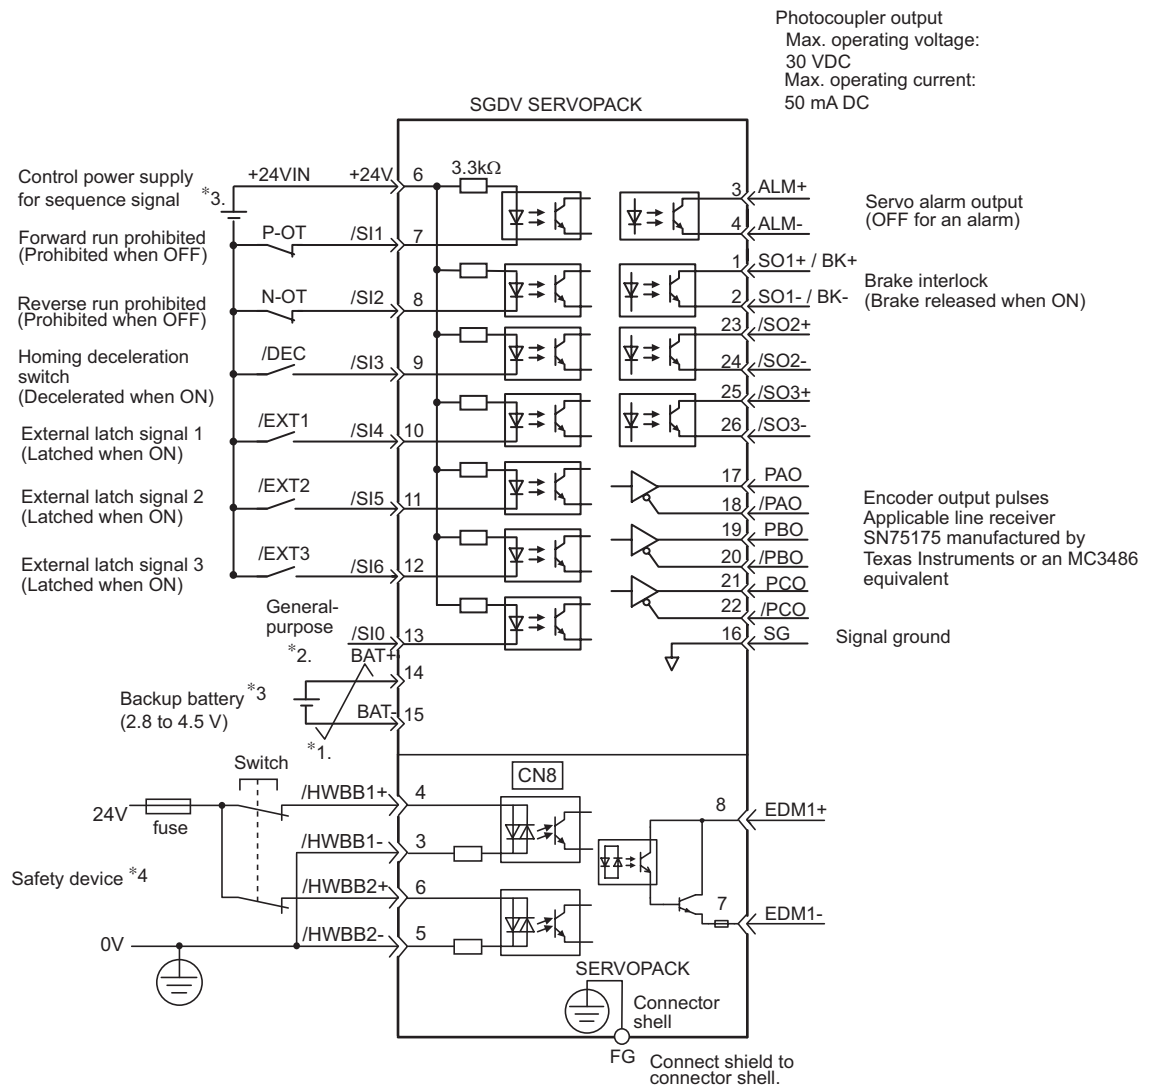 Photocoupler output
Max. operating voltage:
30 VDC
Max. operating current:
50 mA DC
SGDV SERVOPACK
Control power supply
for sequence signal
*3.
+24VIN
+24V
6
3.3kΩ
Forward run prohibited
(Prohibited when OFF)
P-OT
/SI1
7
Reverse run prohibited
(Prohibited when OFF)
N-OT
/SI2
8
Homing deceleration
switch
(Decelerated when ON)
/DEC
/SI3
9
External latch signal 1
(Latched when ON)
/EXT1
/SI4
10
External latch signal 2
(Latched when ON)
/EXT2
/SI5
11
External latch signal 3
(Latched when ON)
/EXT3
/SI6
12
General-
purpose
/SI0
13
*2.
BAT+
14
Backup battery *3
(2.8 to 4.5 V)
BAT-
15
*1.
3 ALM+
4 ALM-
Servo alarm output
(OFF for an alarm)
1 SO1+ / BK+
2 SO1- / BK-
Brake interlock
(Brake released when ON)
23 /SO2+
24 /SO2-
25 /SO3+
26 /SO3-
17 PAO
18 /PAO
19 PBO
20 /PBO
21 PCO
22 /PCO
Encoder output pulses
Applicable line receiver
SN75175 manufactured by
Texas Instruments or an MC3486
equivalent
16 SG
Signal ground
Switch
CN8
24V
fuse
/HWBB1+
4
/HWBB1-
3
Safety device *4
/HWBB2+
6
0V
/HWBB2-
5
8 EDM1+
7 EDM1-
SERVOPACK
Connector
shell
FG
Connect shield to
connector shell.